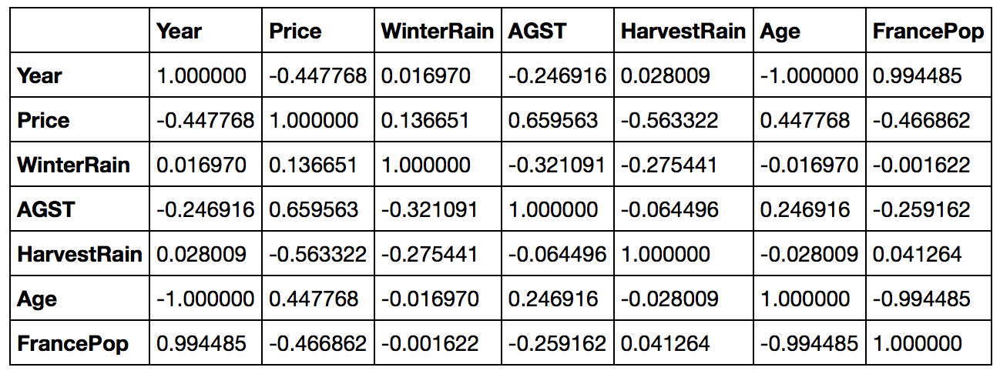 Year Price WinterRain AGST HarvestRain Age FrancePop
Year 1.000000 -0.447768 0.016970 -0.246916 0.028009 -1.000000 0.994485
Price -0.447768 1.000000 0.136651 0.659563 -0.563322 0.447768 -0.466862
WinterRain 0.016970 0.136651 1.000000 -0.321091 -0.275441 -0.016970 -0.001622
AGST -0.246916 0.659563 -0.321091 1.000000 -0.064496 0.246916 -0.259162
HarvestRain 0.028009 -0.563322 -0.275441 -0.064496 1.000000 -0.028009 0.041264
Age -1.000000 0.447768 -0.016970 0.246916 -0.028009 1.000000 -0.994485
FrancePop 0.994485 -0.466862 -0.001622 -0.259162 0.041264 -0.994485 1.000000